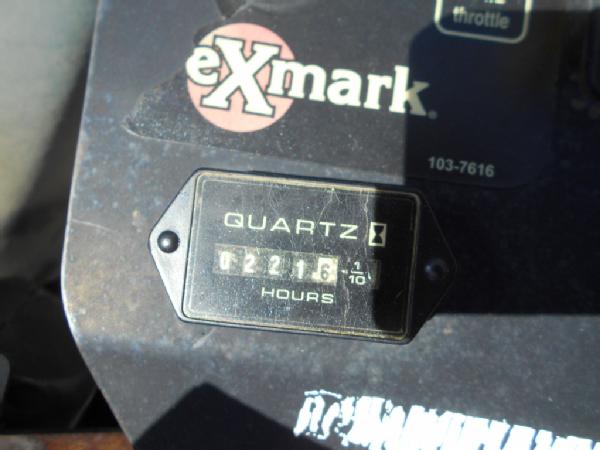 throttle
eXmark®
103-7616
QUARTZ
02216 1/10
HOURS